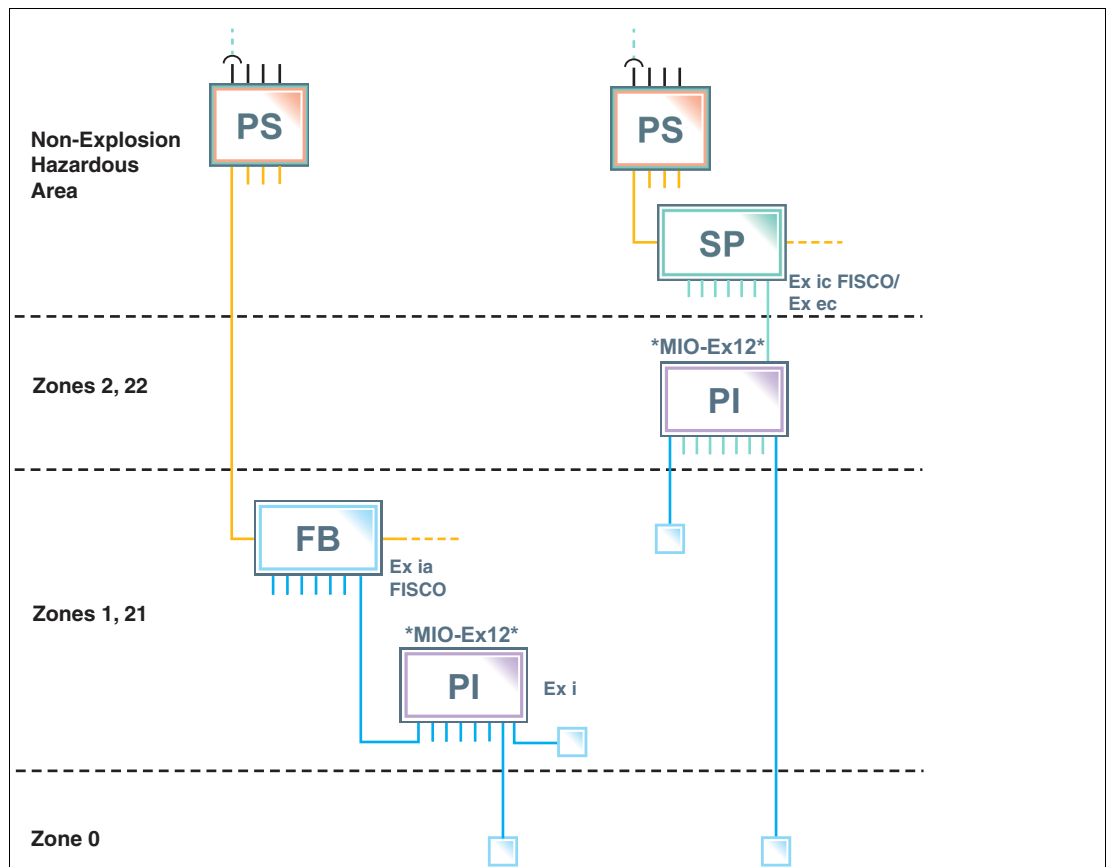 PS
PS
Non-Explosion
Hazardous
Area
SP
Ex ic FISCO/
Ex ec
*MIO-Ex12*
Zones 2, 22
PI
FB
Ex ia
FISCO
Zones 1, 21
*MIO-Ex12*
PI
Ex i
Zone 0